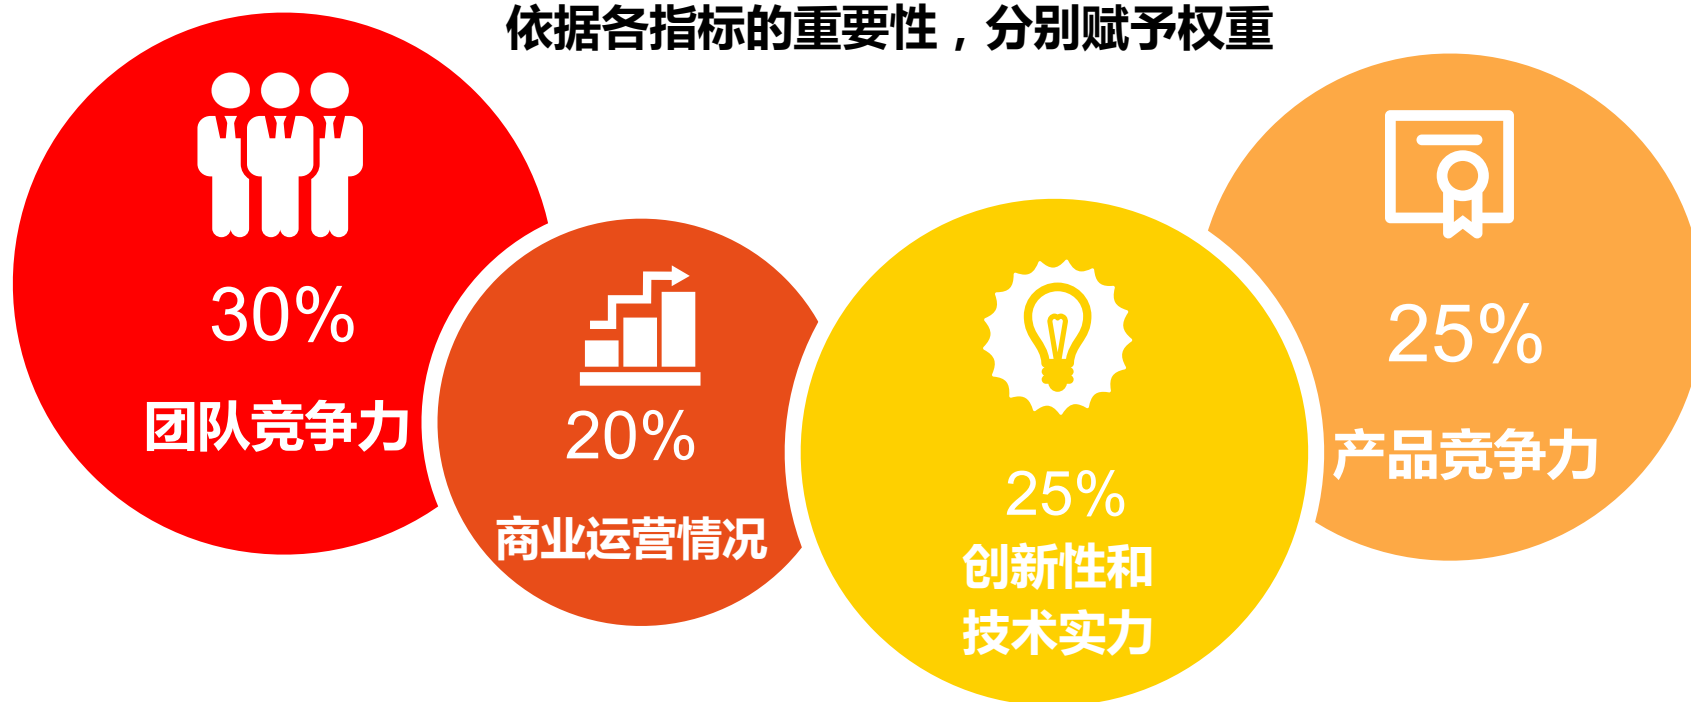 依据各指标的重要性，分别赋予权重
30%
团队竞争力
20%
商业运营情况
25%
创新性和
技术实力
25%
产品竞争力